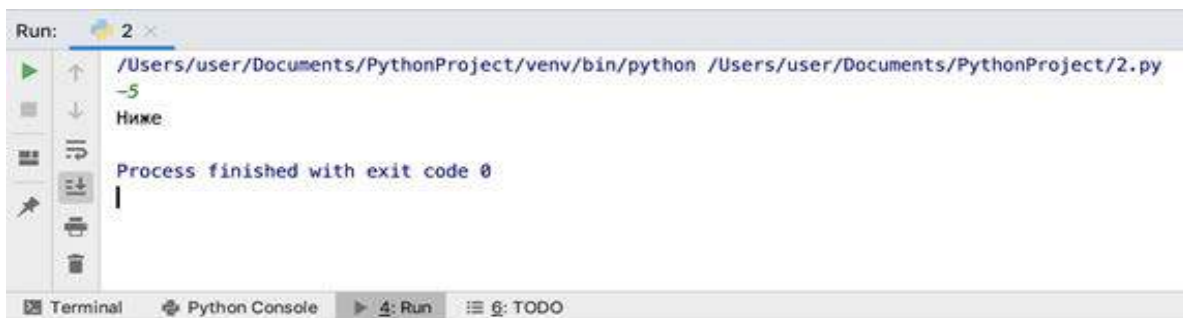 Run: 2 ×
/Users/user/Documents/PythonProject/venv/bin/python /Users/user/Documents/PythonProject/2.py
-5
Ниже
Process finished with exit code 0
Terminal Python Console 4: Run 6: TODO